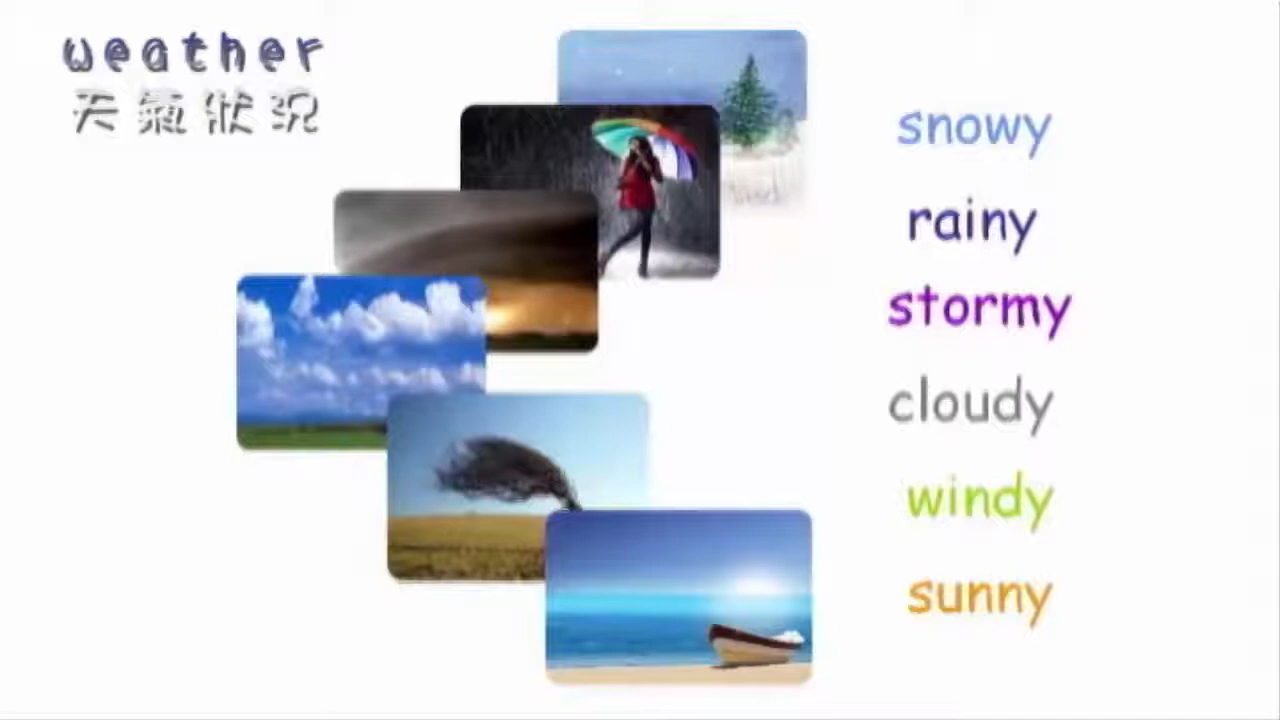 weather
天氣狀況
snowy
rainy
stormy
cloudy
windy
sunny